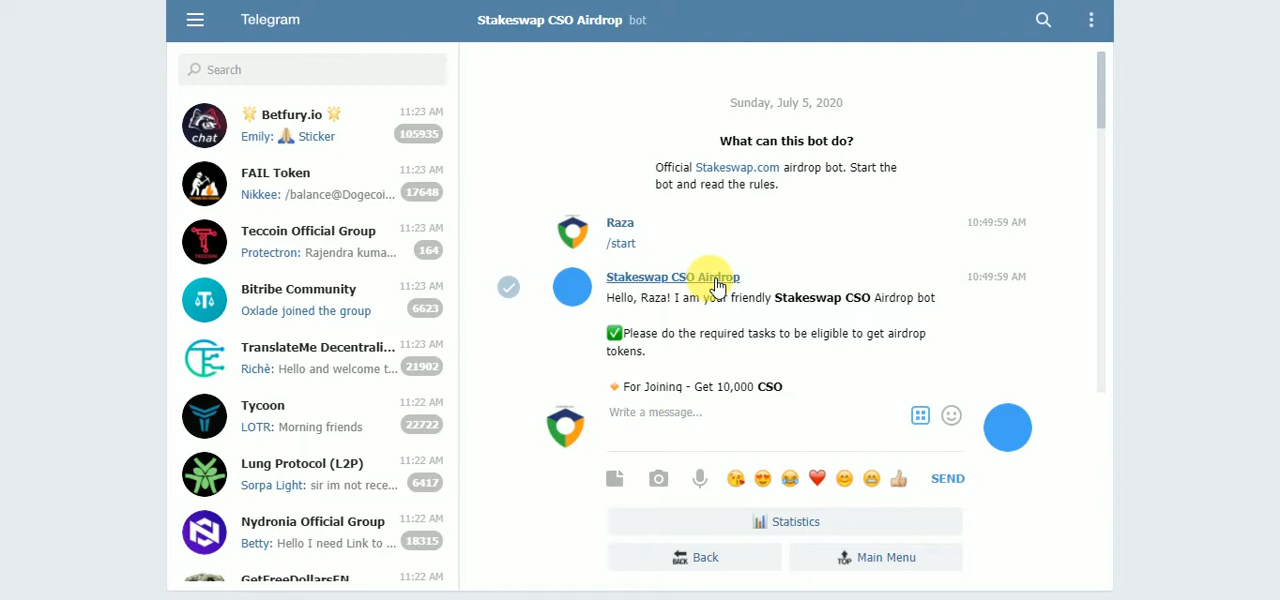 Telegram
Stakeswap CSO Airdrop bot
Search
🌟 Betfury.io 🌟 11:23 AM
Emily: 🙏 Sticker 105935
chat
FAIL Token 11:23 AM
Nikkee: /balance@Dogecoi... 17648
Teccoin Official Group 11:23 AM
Protectron: Rajendra kuma... 164
TECCOIN
Bitribe Community 11:23 AM
Oxlade joined the group 6623
TranslateMe Decentrali... 11:23 AM
Richè: Hello and welcome t... 21902
Tycoon 11:22 AM
LOTR: Morning friends 22722
Lung Protocol (L2P) 11:22 AM
Sorpa Light: sir im not rece... 6417
Nydronia Official Group 11:22 AM
Betty: Hello I need Link to ... 18315
GetFreeDollarsEN 11:22 AM
Sunday, July 5, 2020
What can this bot do?
Official Stakeswap.com airdrop bot. Start the
bot and read the rules.
Raza 10:49:59 AM
/start
Stakeswap CSO Airdrop 10:49:59 AM
Hello, Raza! I am your friendly Stakeswap CSO Airdrop bot
✅Please do the required tasks to be eligible to get airdrop
tokens.
🔸 For Joining - Get 10,000 CSO
Write a message...
😘 😍 😂 ❤️ 😊 😁 👍 SEND
📊 Statistics
🔙 Back
🔝 Main Menu